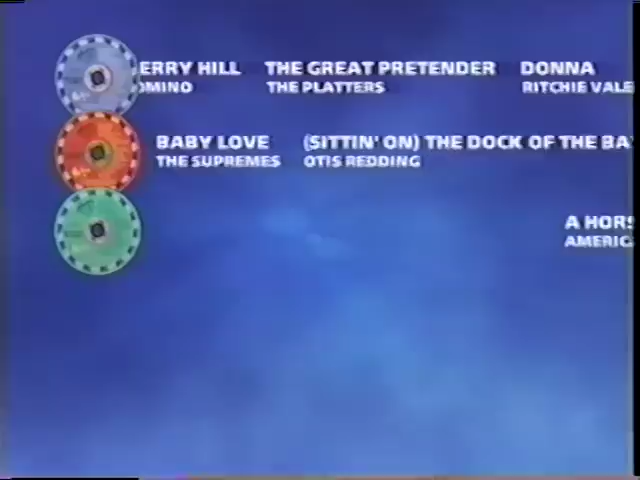 ERRY HILL THE GREAT PRETENDER DONNA
OMINO THE PLATTERS RITCHIE VALE
BABY LOVE (SITTIN' ON) THE DOCK OF THE BA
THE SUPREMES OTIS REDDING
A HORS
AMERIC